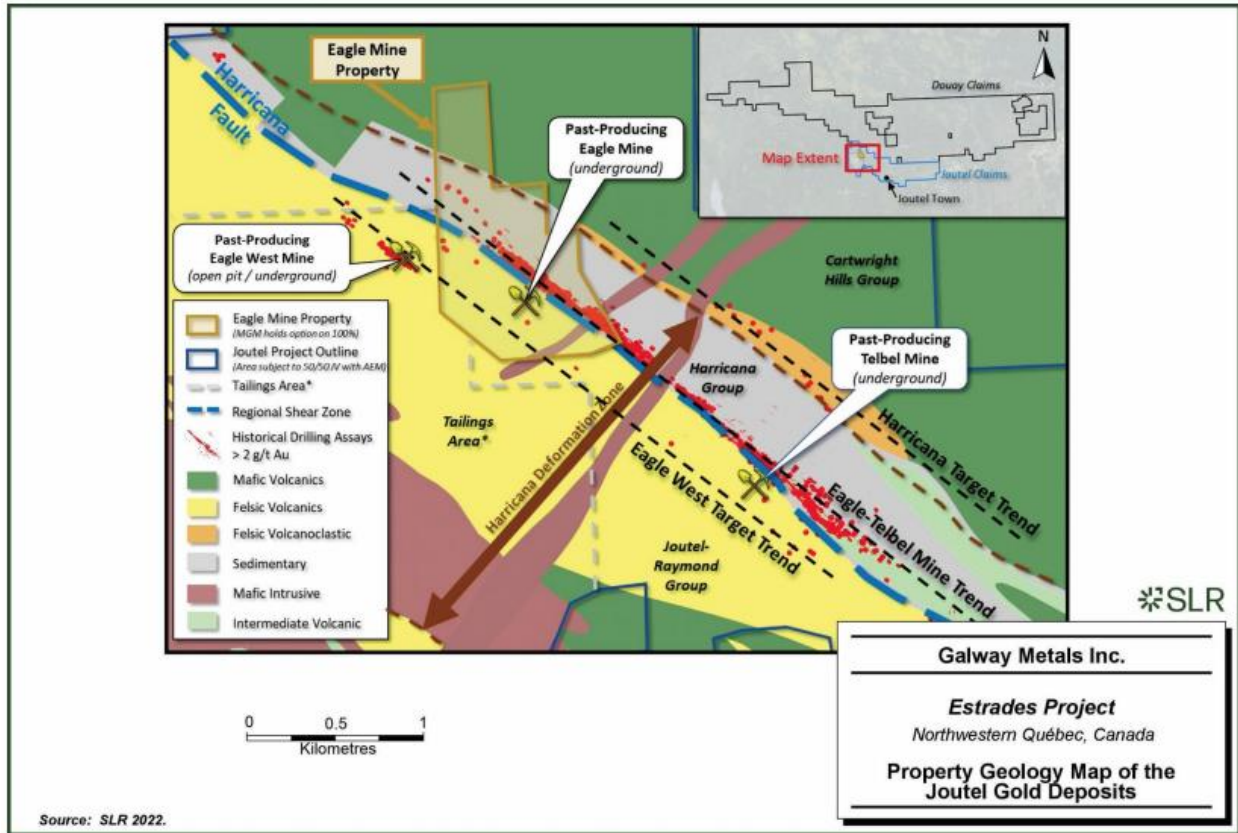 Eagle Mine
Property
Harricana
Fault
Past-Producing
Eagle Mine
(underground)
N
Douay Claims
Map Extent
Joutel Claims
Joutel Town
Past-Producing
Eagle West Mine
(open pit / underground)
Cartwright
Hills Group
Past-Producing
Telbel Mine
(underground)
Harricana
Group
Tailings
Area*
Harricana Deformation Zone
Harricana Target Trend
Eagle-Telbel Mine Trend
Eagle West Target Trend
Joutel-
Raymond
Group
Eagle Mine Property
(MGM holds option on 100%)
Joutel Project Outline
(Area subject to 50/50 JV with AEM)
Tailings Area*
Regional Shear Zone
Historical Drilling Assays
> 2 g/t Au
Mafic Volcanics
Felsic Volcanics
Felsic Volcanoclastic
Sedimentary
Mafic Intrusive
Intermediate Volcanic
SLR
0 0.5 1
Kilometres
Galway Metals Inc.
Estrades Project
Northwestern Québec, Canada
Property Geology Map of the
Joutel Gold Deposits
Source: SLR 2022.